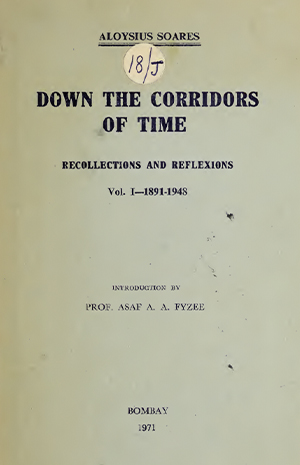 ALOYSIUS SOARES
18/J
DOWN THE CORRIDORS
OF TIME
RECOLLECTIONS AND REFLEXIONS
Vol. I—1891-1948
INTRODUCTION BY
PROF. ASAF A. A. FYZEE
BOMBAY
1971